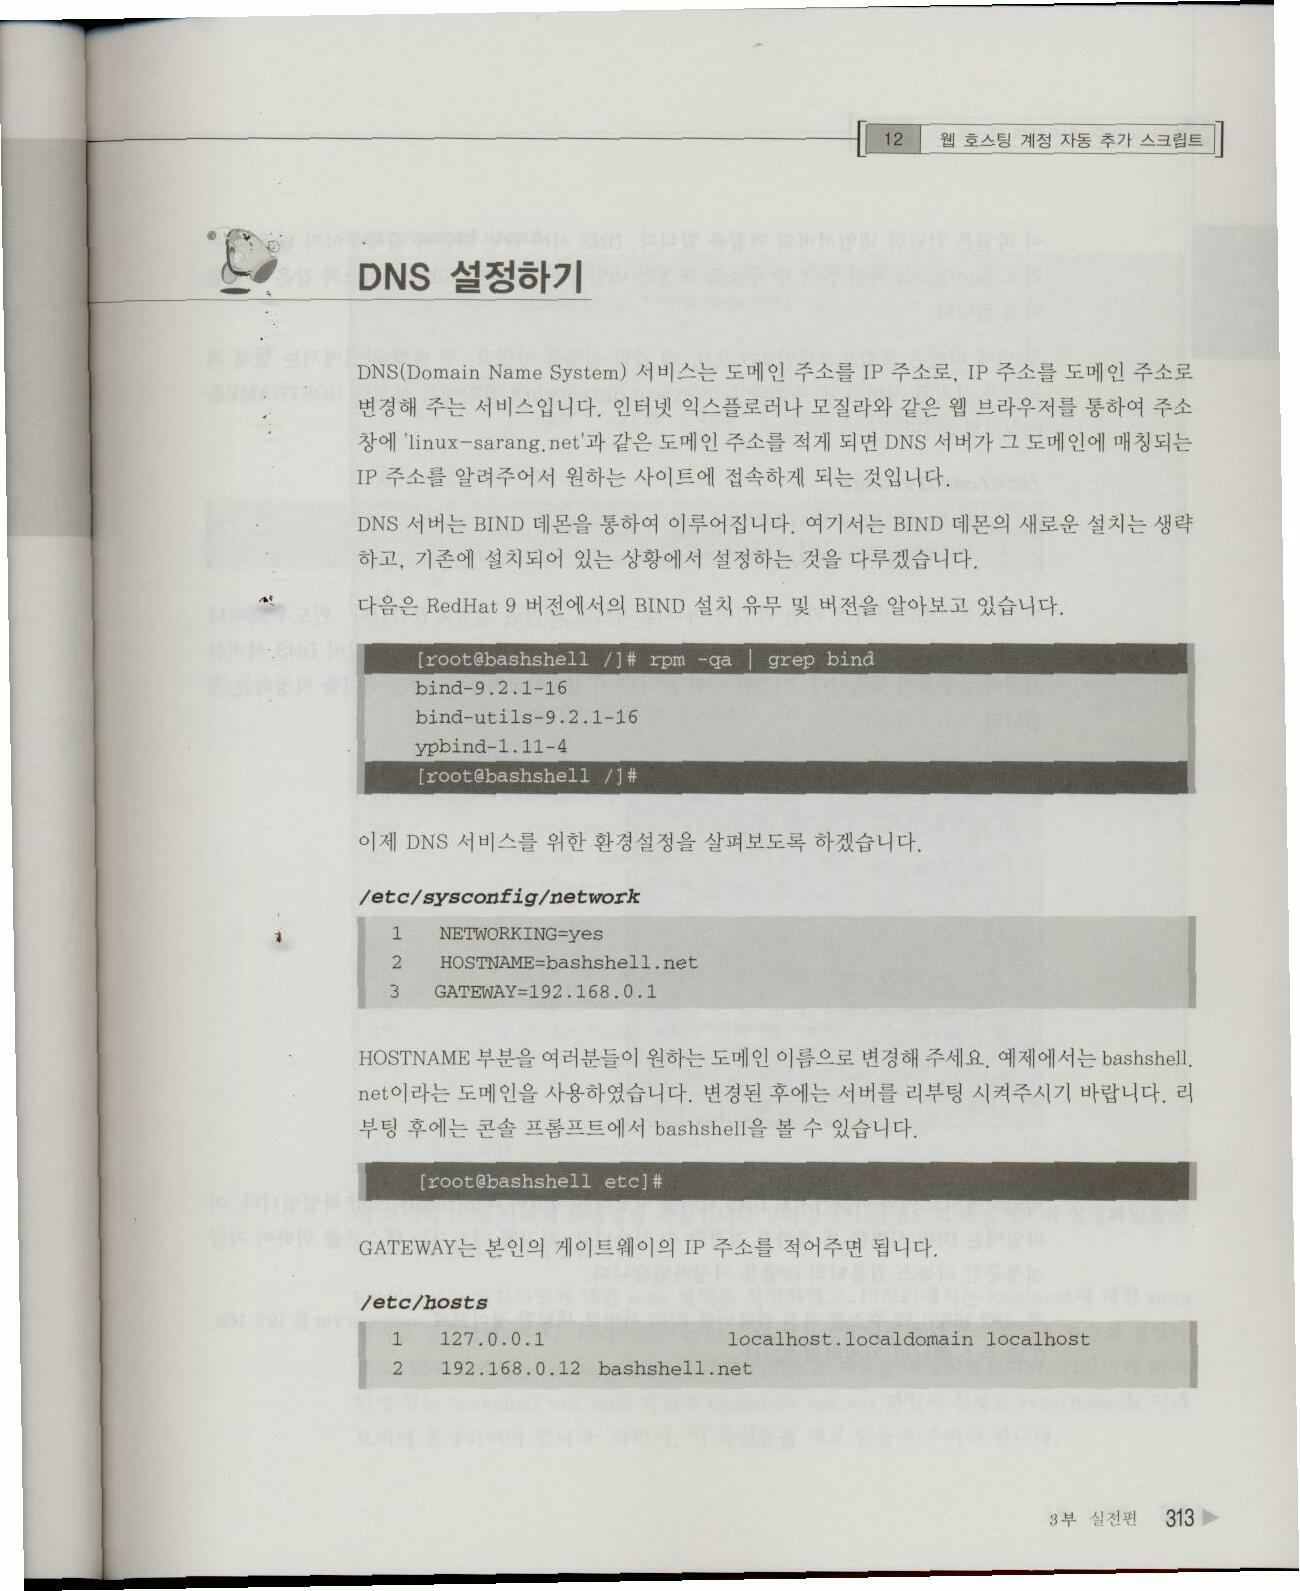 12 웹 호스팅 계정 자동 추가 스크립트
DNS 설정하기
DNS(Domain Name System) 서비스는 도메인 주소를 IP 주소로, IP 주소를 도메인 주소로
변경해 주는 서비스입니다. 인터넷 익스플로러나 모질라와 같은 웹 브라우저를 통하여 주소
창에 'linux-sarang.net'과 같은 도메인 주소를 적게 되면 DNS 서버가 그 도메인에 매칭되는
IP 주소를 알려주어서 원하는 사이트에 접속하게 되는 것입니다.
DNS 서버는 BIND 데몬을 통하여 이루어집니다. 여기서는 BIND 데몬의 새로운 설치는 생략
하고, 기존에 설치되어 있는 상황에서 설정하는 것을 다루겠습니다.
다음은 RedHat 9 버전에서의 BIND 설치 유무 및 버전을 알아보고 있습니다.
[root@bashshell /]# rpm -qa | grep bind
bind-9.2.1-16
bind-utils-9.2.1-16
ypbind-1.11-4
[root@bashshell /]#
이제 DNS 서비스를 위한 환경설정을 살펴보도록 하겠습니다.
/etc/sysconfig/network
1 NETWORKING=yes
2 HOSTNAME=bashshell.net
3 GATEWAY=192.168.0.1
HOSTNAME 부분을 여러분들이 원하는 도메인 이름으로 변경해 주세요. 예제에서는 bashshell.
net이라는 도메인을 사용하였습니다. 변경된 후에는 서버를 리부팅 시켜주시기 바랍니다. 리
부팅 후에는 콘솔 프롬프트에서 bashshell을 볼 수 있습니다.
[root@bashshell etc]#
GATEWAY는 본인의 게이트웨이의 IP 주소를 적어주면 됩니다.
/etc/hosts
1 127.0.0.1 localhost.localdomain localhost
2 192.168.0.12 bashshell.net
3부 실전편 313